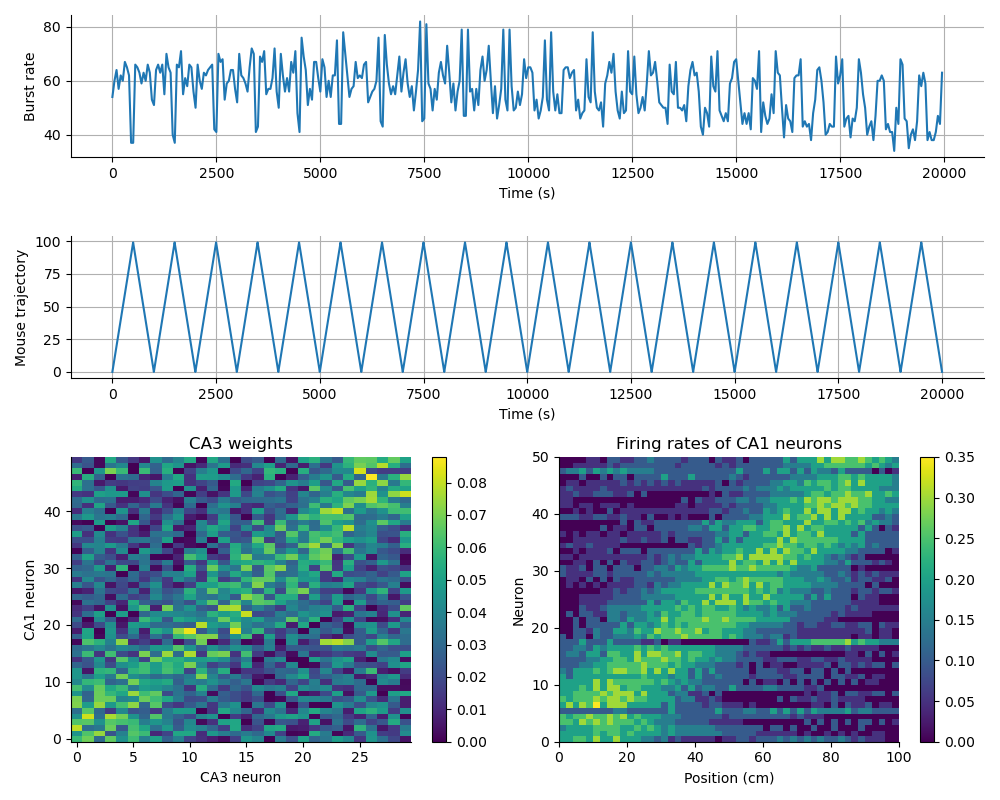 Burst rate
80
60
40
0 2500 5000 7500 10000 12500 15000 17500 20000
Time (s)
Mouse trajectory
100
75
50
25
0
0 2500 5000 7500 10000 12500 15000 17500 20000
Time (s)
CA3 weights
CA1 neuron
40
30
20
10
0
0 5 10 15 20 25
CA3 neuron
0.08
0.07
0.06
0.05
0.04
0.03
0.02
0.01
0.00
Firing rates of CA1 neurons
Neuron
50
40
30
20
10
0
0 20 40 60 80 100
Position (cm)
0.35
0.30
0.25
0.20
0.15
0.10
0.05
0.00